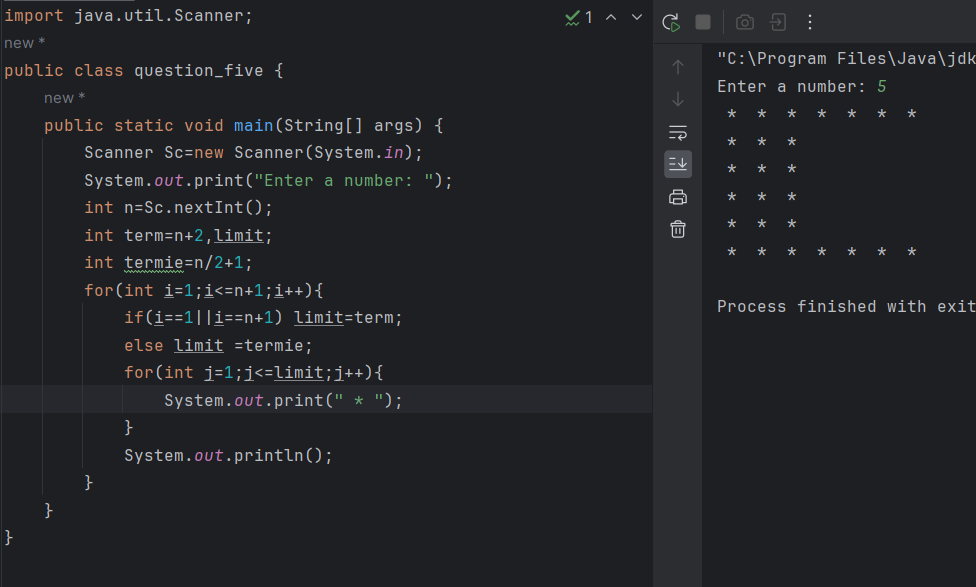 import java.util.Scanner;
1
new *
public class question_five {
new *
public static void main(String[] args) {
Scanner Sc=new Scanner(System.in);
System.out.print("Enter a number: ");
int n=Sc.nextInt();
int term=n+2,limit;
int termie=n/2+1;
for(int i=1;i<=n+1;i++){
if(i==1||i==n+1) limit=term;
else limit =termie;
for(int j=1;j<=limit;j++){
System.out.print(" * ");
}
System.out.println();
}
}
}
"C:\Program Files\Java\jdk
Enter a number: 5
* * * * * * *
* * *
* * *
* * *
* * *
* * * * * * *
Process finished with exit